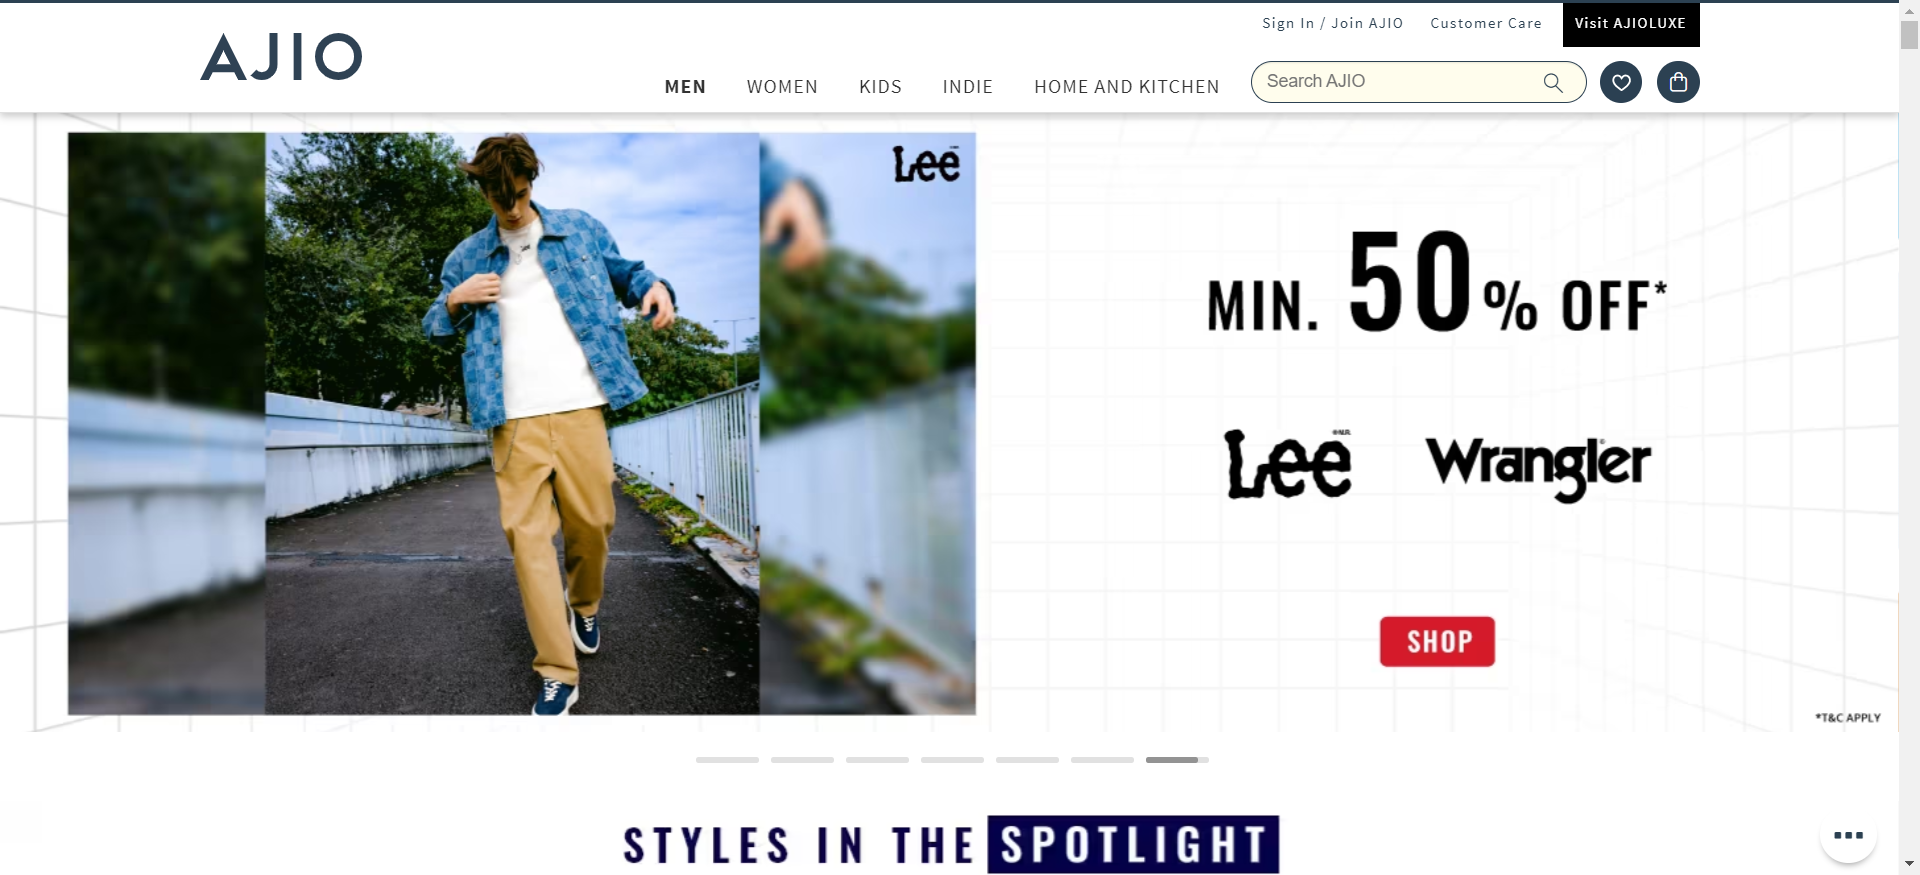 Sign In / Join AJIO
Customer Care
Visit AJIOLUXE
AJIO
MEN
WOMEN
KIDS
INDIE
HOME AND KITCHEN
Search AJIO
Lee
MIN. 50% OFF*
Lee
Wrangler
SHOP
*T&C APPLY
STYLES IN THE SPOTLIGHT